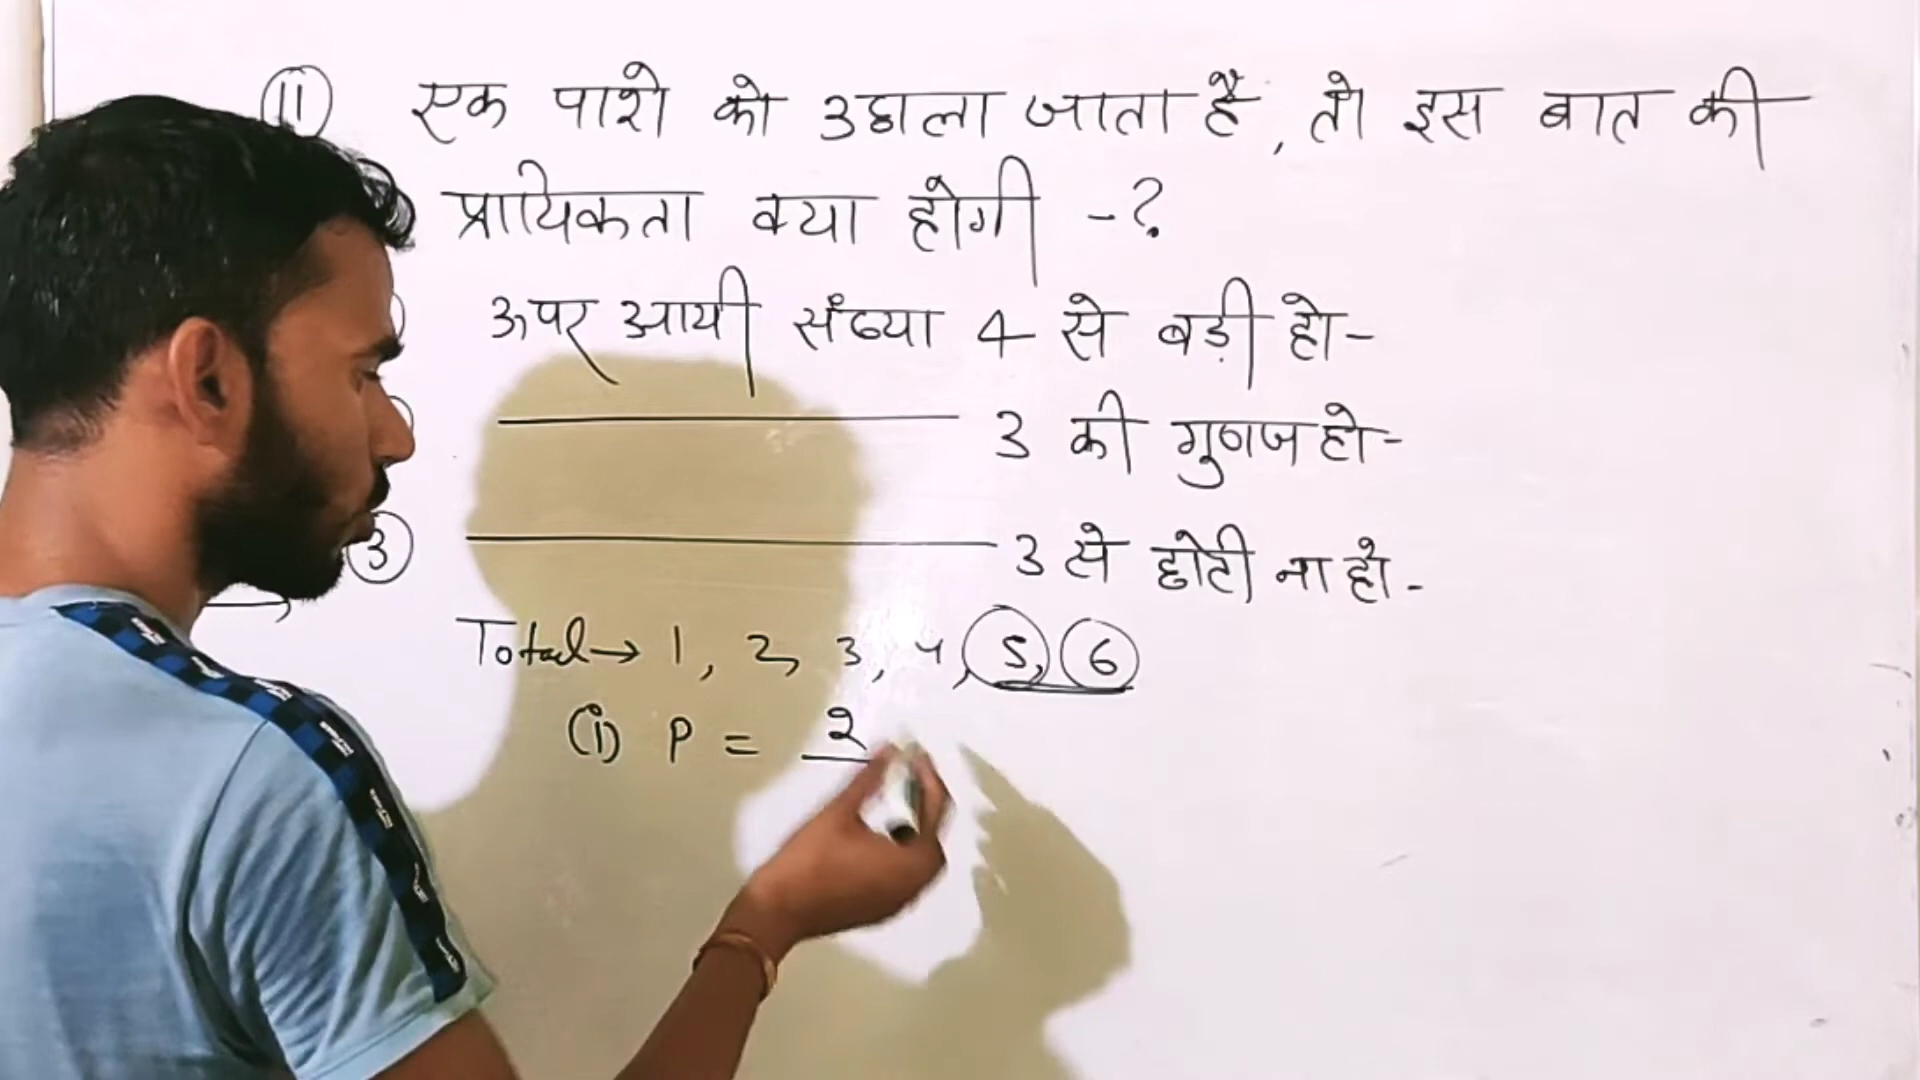 11 एक पाशे को उछाला जाता है, तो इस बात की
प्रायिकता क्या होगी -?
ऊपर आयी संख्या 4 से बड़ी हो-
3 की गुणज हो-
3 3 से छोटी ना हो-
Total→ 1, 2, 3, 4, 5, 6
(i) P = 2